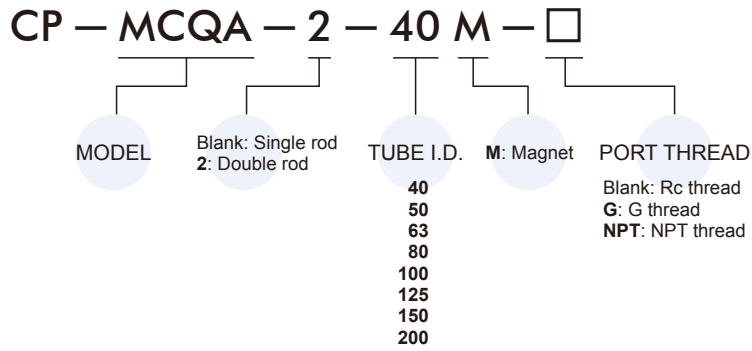 CP – MCQA – 2 – 40 M – □
MODEL
Blank: Single rod
2: Double rod
TUBE I.D.
40
50
63
80
100
125
150
200
M: Magnet
PORT THREAD
Blank: Rc thread
G: G thread
NPT: NPT thread